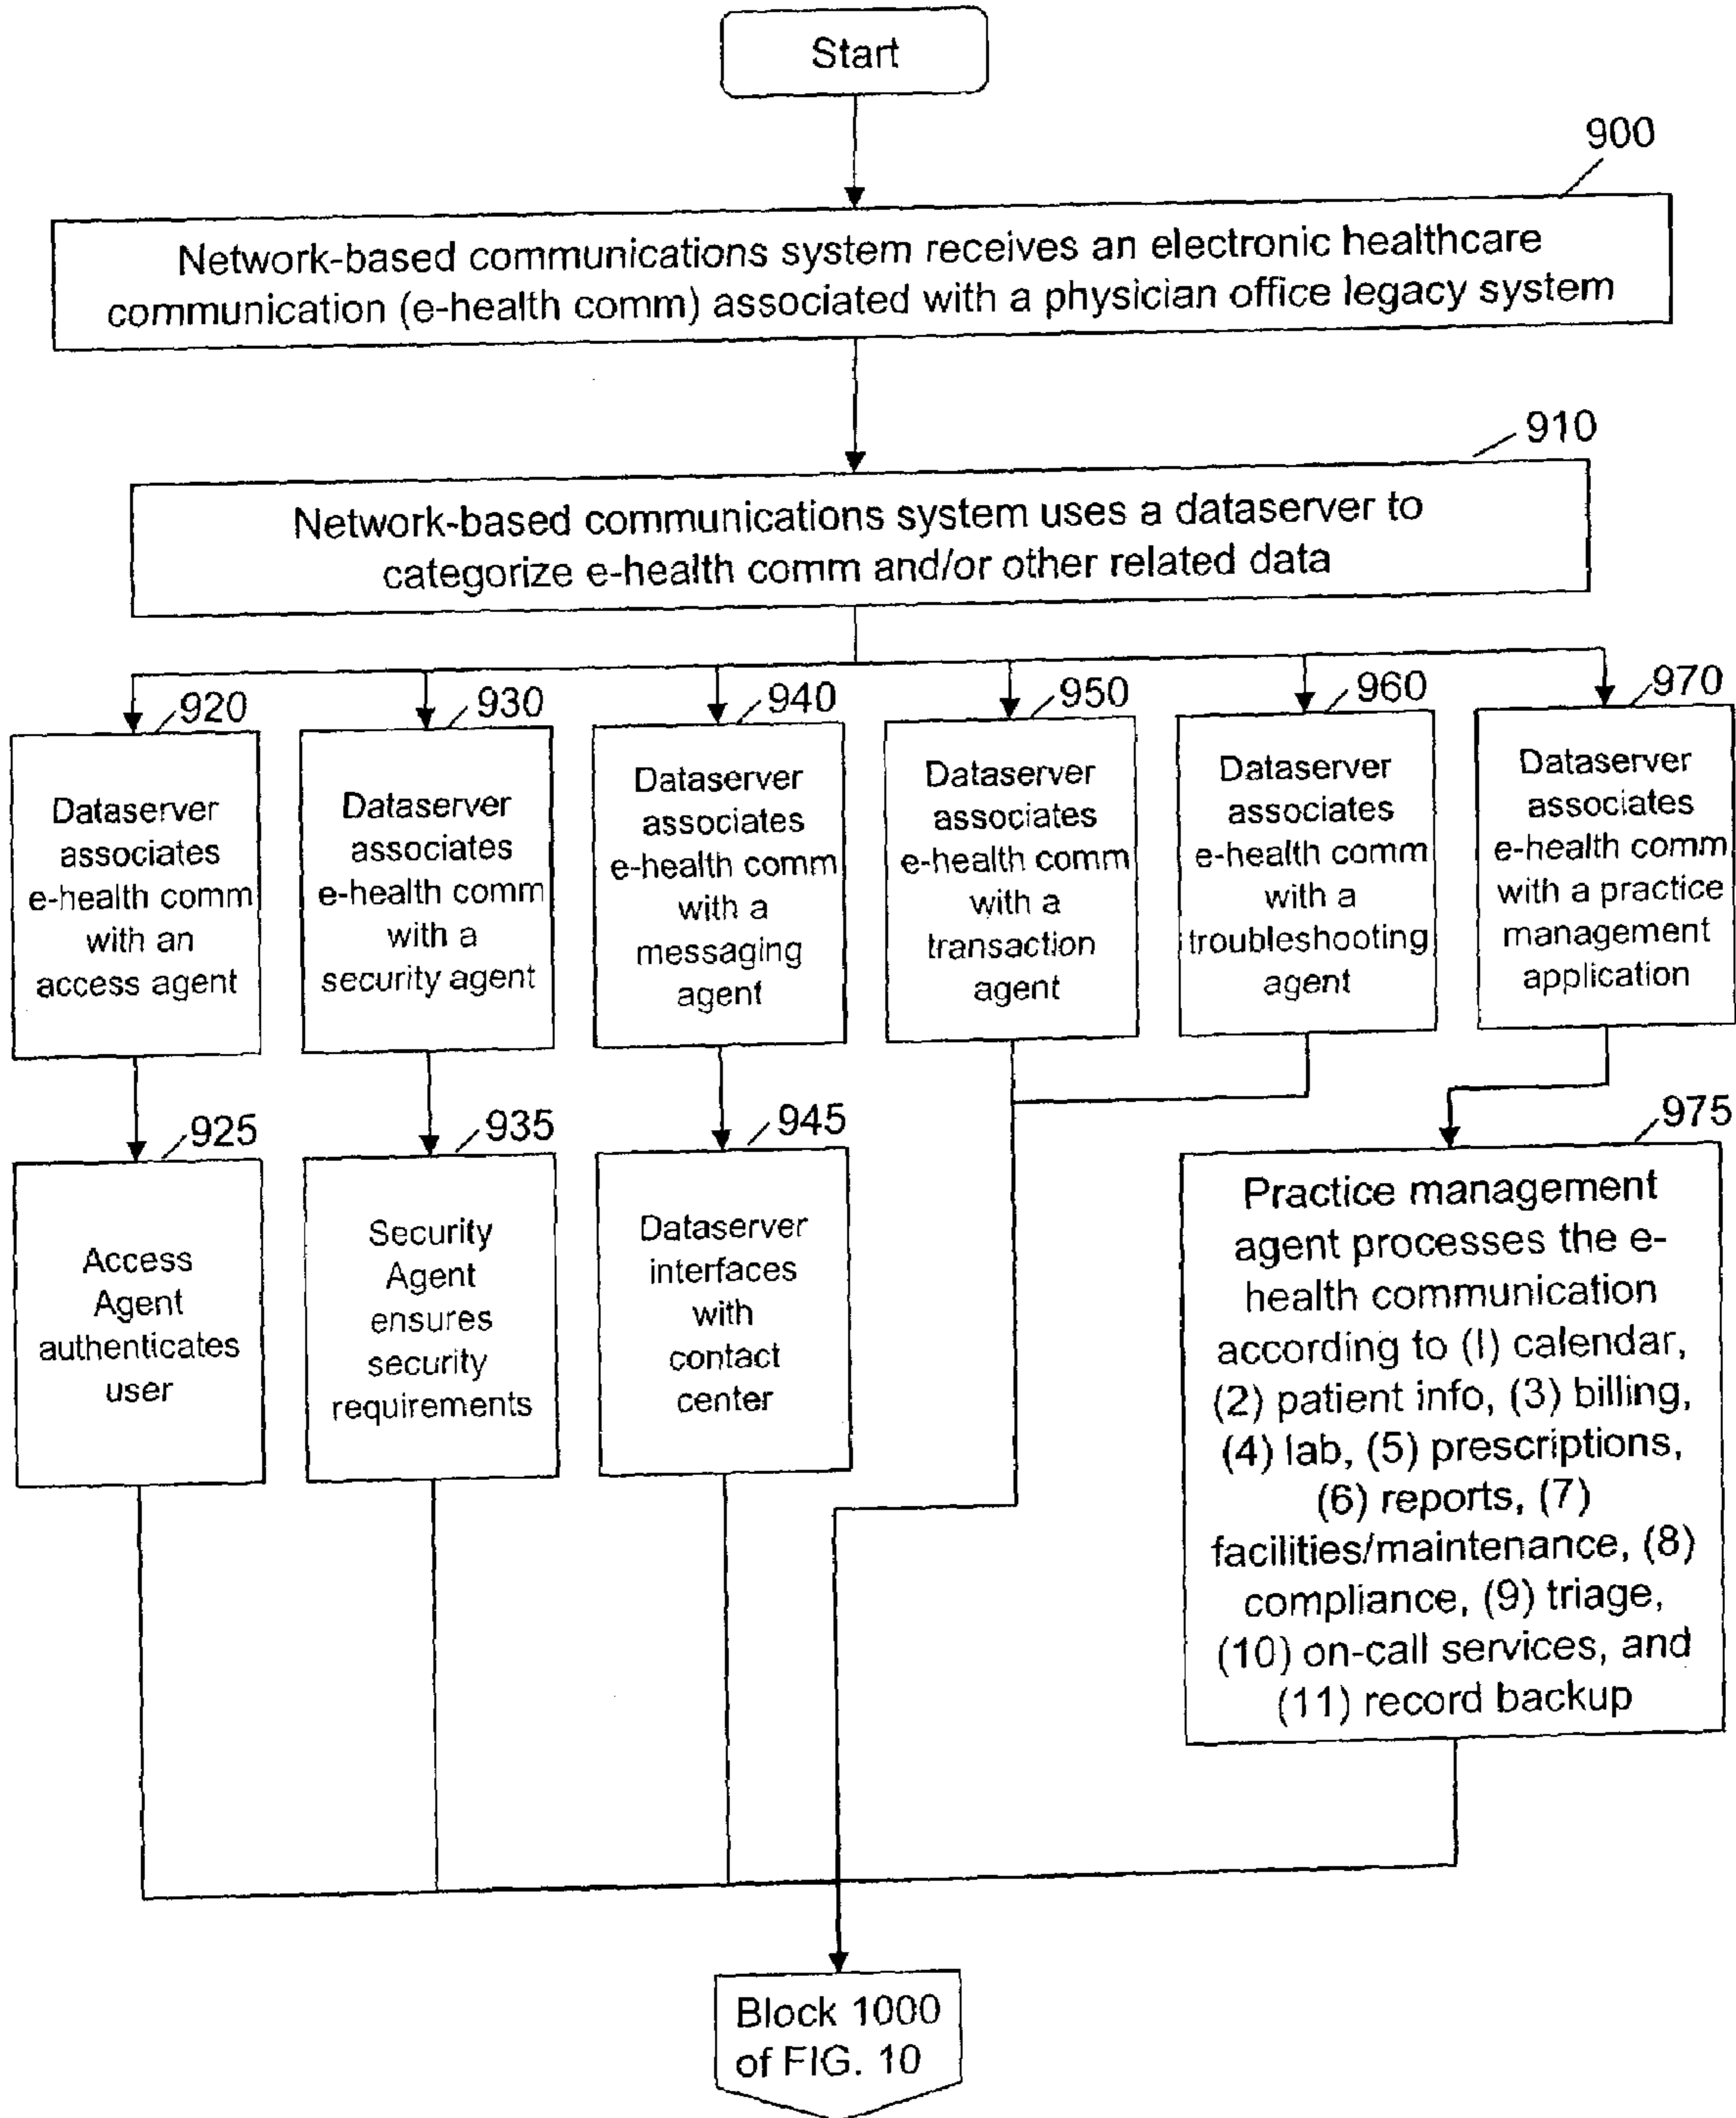 Start
900
Network-based communications system receives an electronic healthcare
communication (e-health comm) associated with a physician office legacy system
910
Network-based communications system uses a dataserver to
categorize e-health comm and/or other related data
920
Dataserver
associates
e-health comm
with an
access agent
930
Dataserver
associates
e-health comm
with a
security agent
940
Dataserver
associates
e-health comm
with a
messaging
agent
950
Dataserver
associates
e-health comm
with a
transaction
agent
960
Dataserver
associates
e-health comm
with a
troubleshooting
agent
970
Dataserver
associates
e-health comm
with a practice
management
application
925
Access
Agent
authenticates
user
935
Security
Agent
ensures
security
requirements
945
Dataserver
interfaces
with
contact
center
975
Practice management
agent processes the e-
health communication
according to (l) calendar,
(2) patient info, (3) billing,
(4) lab, (5) prescriptions,
(6) reports, (7)
facilities/maintenance, (8)
compliance, (9) triage,
(10) on-call services, and
(11) record backup
Block 1000
of FIG. 10